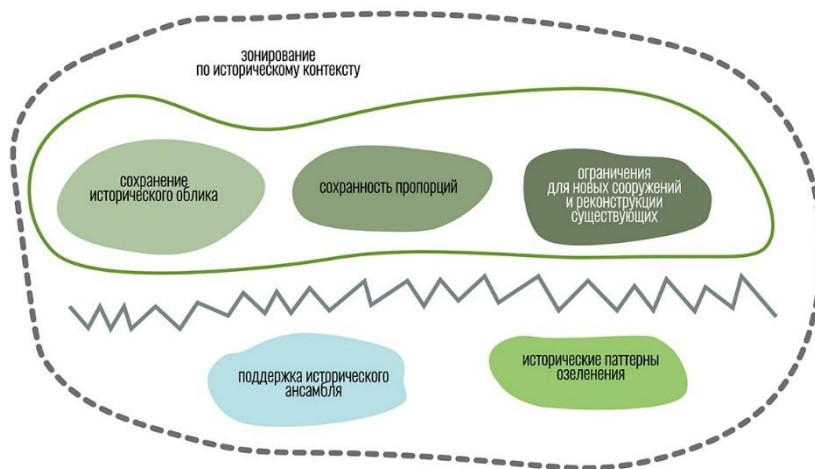 зонирование
по историческому контексту
сохранение
исторического облика
сохранность пропорций
ограничения
для новых сооружений
и реконструкции
существующих
поддержка исторического
ансамбля
исторические паттерны
озеленения